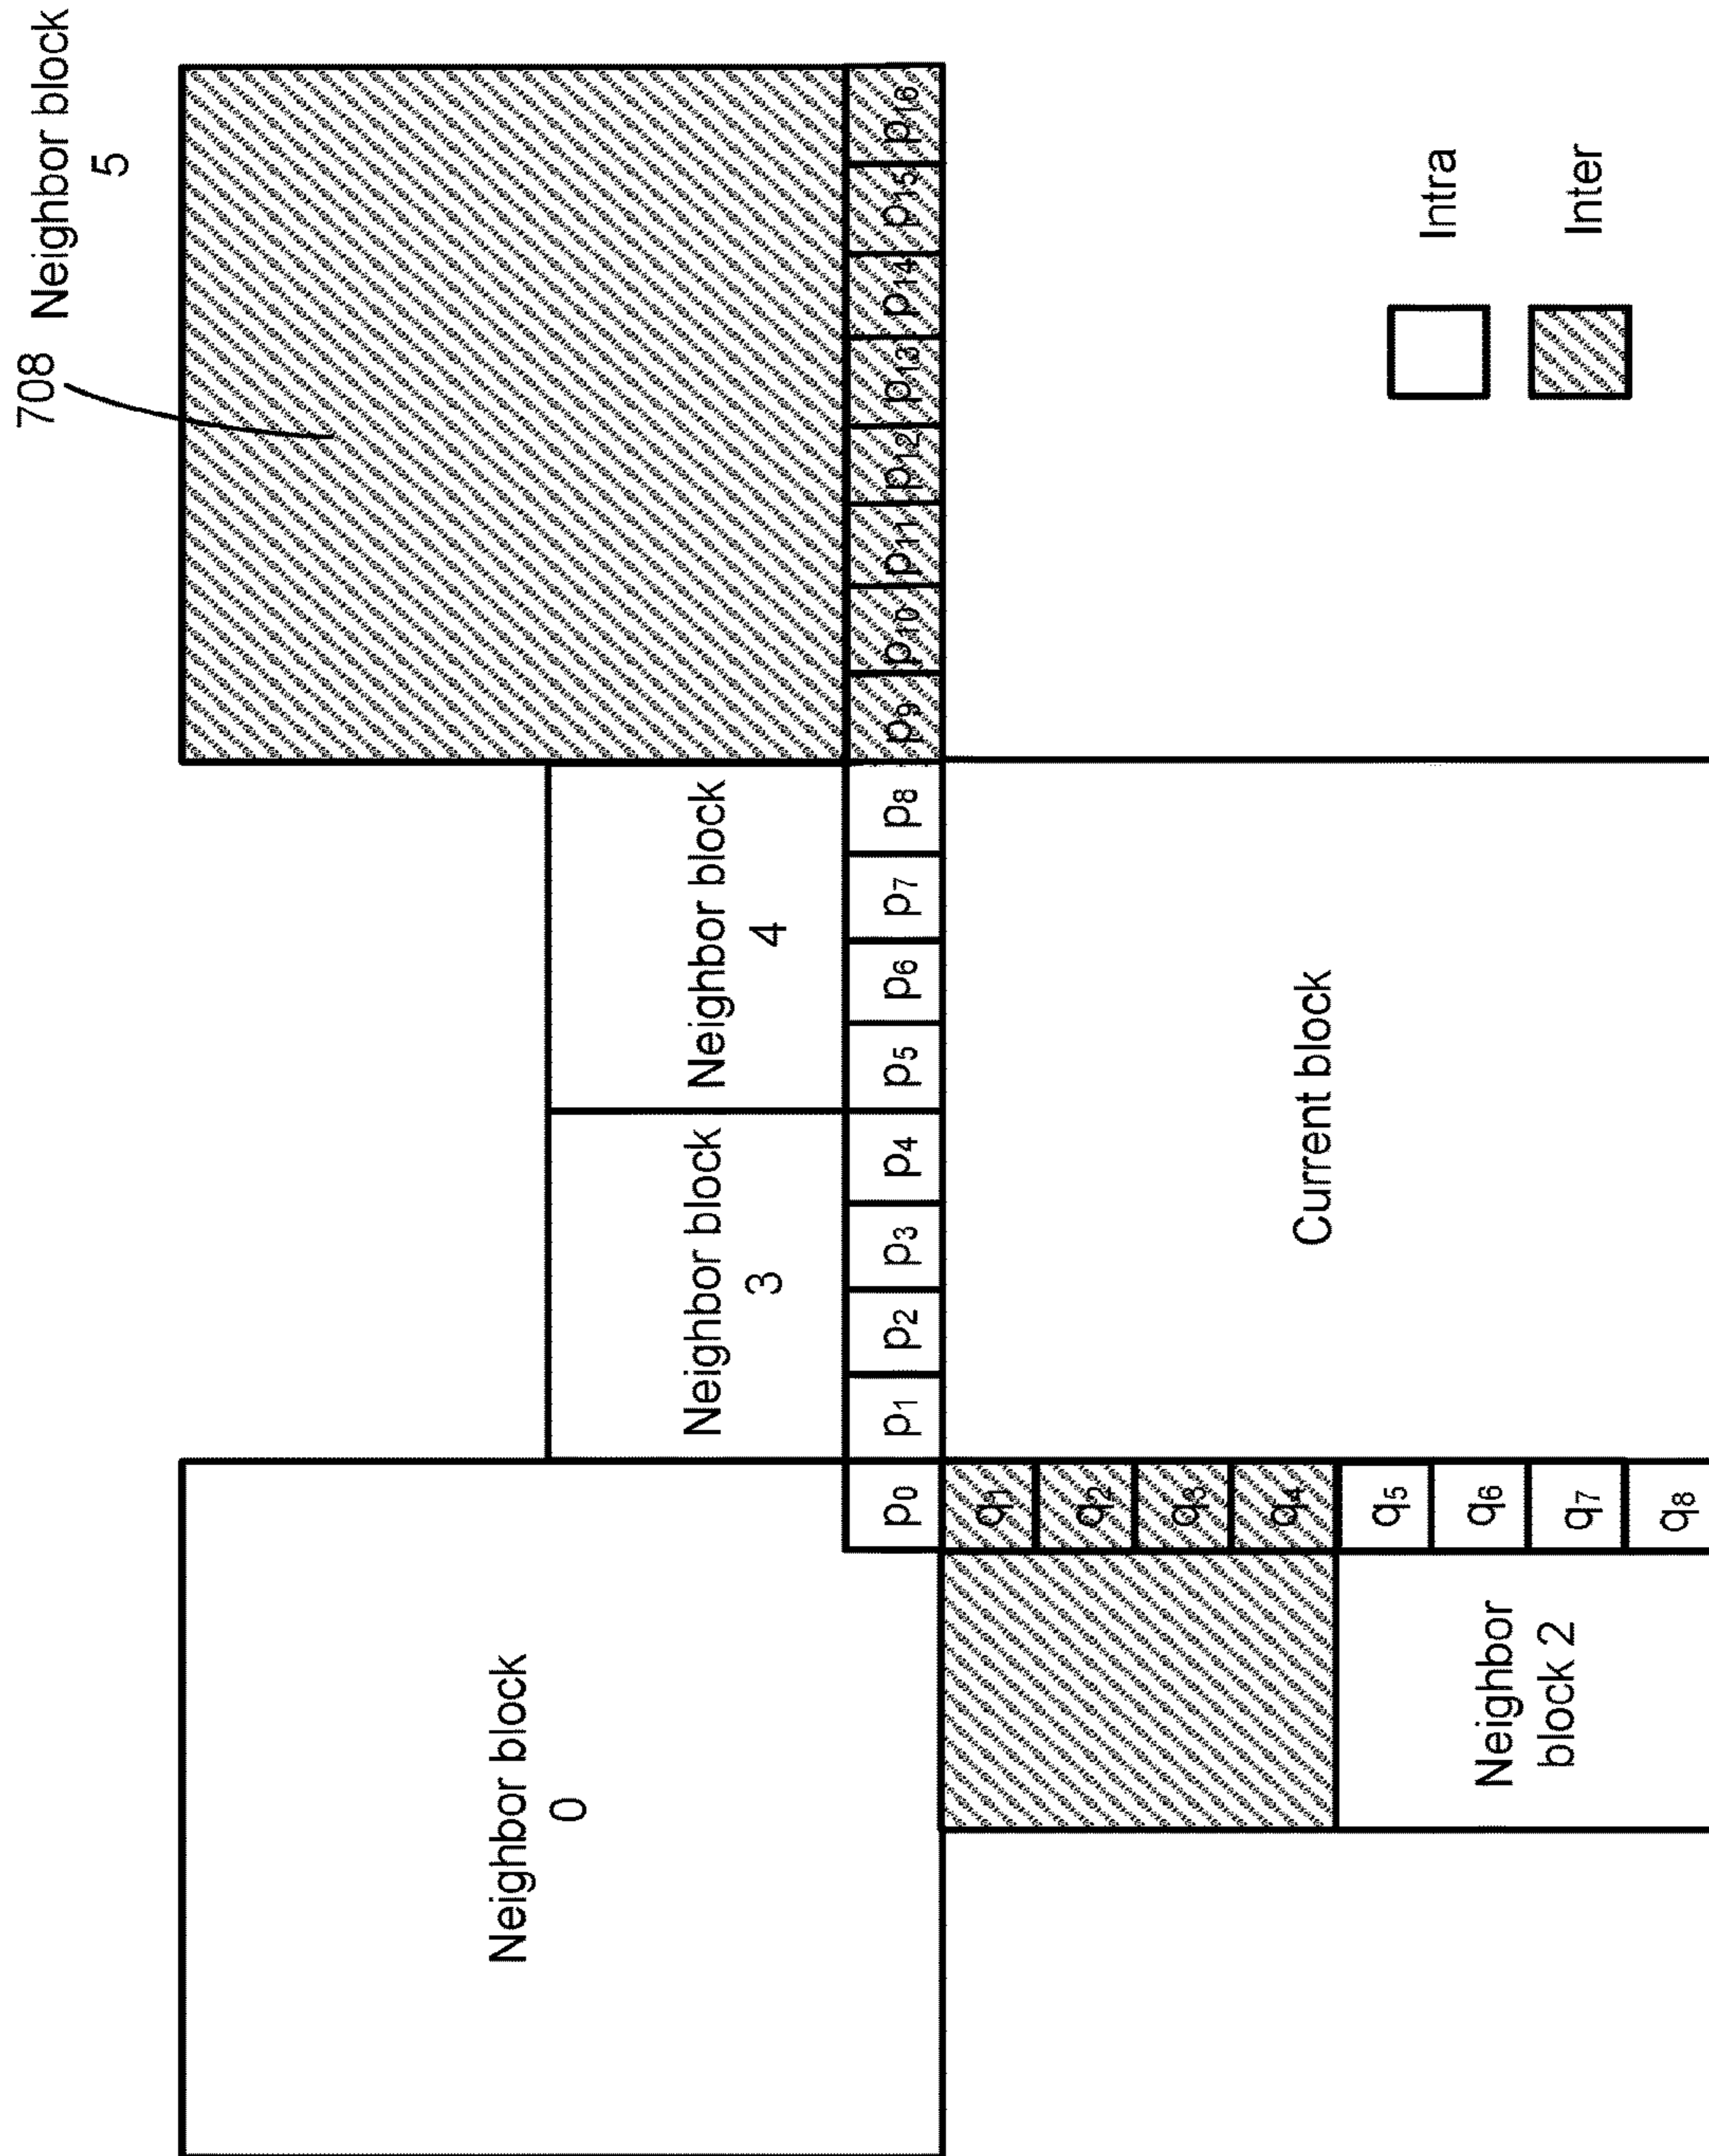 708
Neighbor block
5
Neighbor block
0
Neighbor block
3
Neighbor block
4
p0
p1
p2
p3
p4
p5
p6
p7
p8
p9
p10
p11
p12
p13
p14
p15
p16
q1
q2
q3
q4
q5
q6
q7
q8
Neighbor
block 2
Current block
Intra
Inter